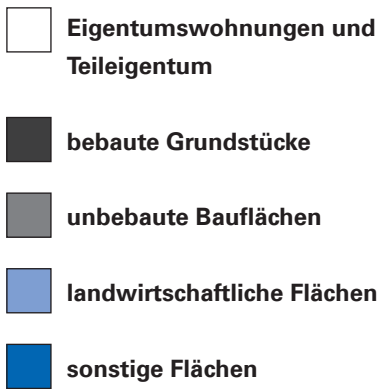 Eigentumswohnungen und
Teileigentum
bebaute Grundstücke
unbebaute Bauflächen
landwirtschaftliche Flächen
sonstige Flächen